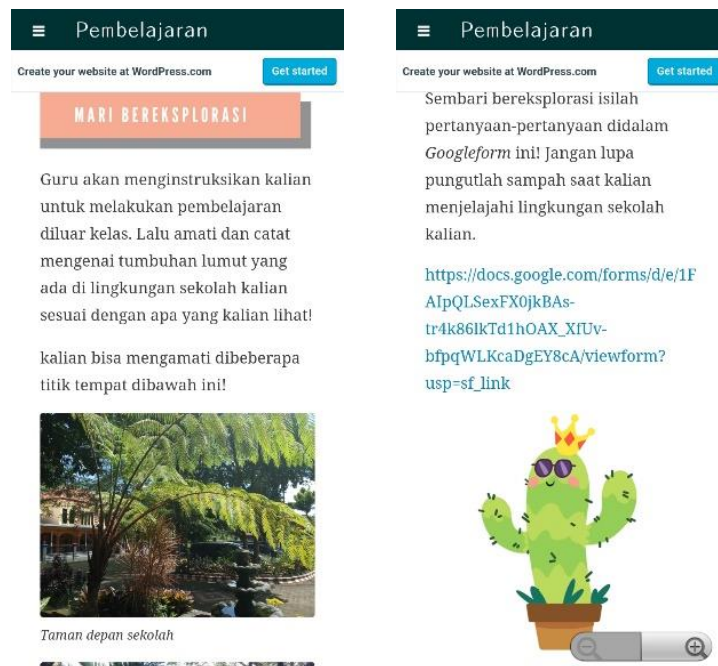 ≡ Pembelajaran
Create your website at WordPress.com Get started
MARI BEREKSPLORASI
Guru akan menginstruksikan kalian
untuk melakukan pembelajaran
diluar kelas. Lalu amati dan catat
mengenai tumbuhan lumut yang
ada di lingkungan sekolah kalian
sesuai dengan apa yang kalian lihat!
kalian bisa mengamati dibeberapa
titik tempat dibawah ini!
Taman depan sekolah
≡ Pembelajaran
Create your website at WordPress.com Get started
Sembari bereksplorasi isilah
pertanyaan-pertanyaan didalam
Googleform ini! Jangan lupa
pungutlah sampah saat kalian
menjelajahi lingkungan sekolah
kalian.
https://docs.google.com/forms/d/e/1F
AIpQLSexFX0jkBAs-
tr4k86lkTd1hOAX_XfUv-
bfpqWLKcaDgEY8cA/viewform?
usp=sf_link